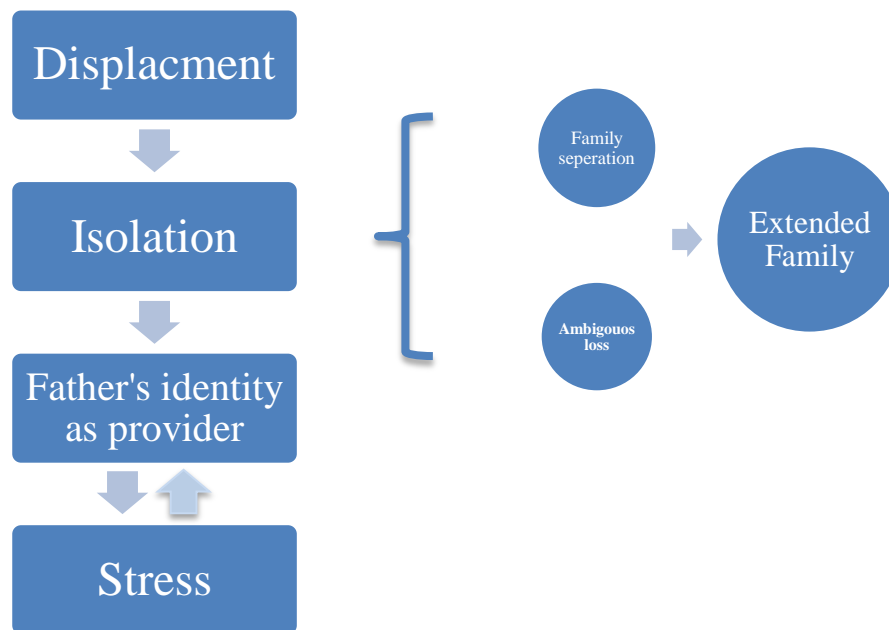 Displacment
Isolation
Father's identity
as provider
Stress
Family
seperation
Ambigouos
loss
Extended
Family